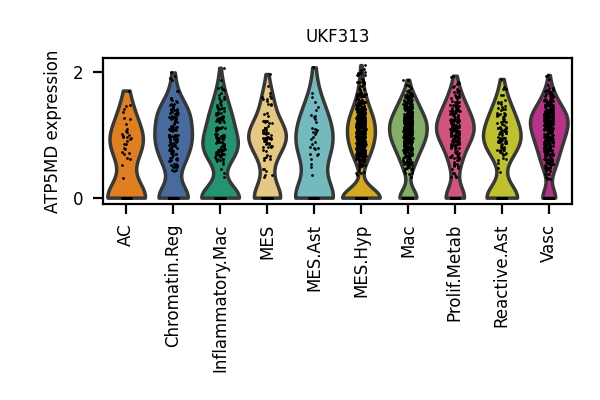 UKF313
ATP5MD expression
2
0
AC
Chromatin.Reg
Inflammatory.Mac
MES
MES.Ast
MES.Hyp
Mac
Prolif.Metab
Reactive.Ast
Vasc